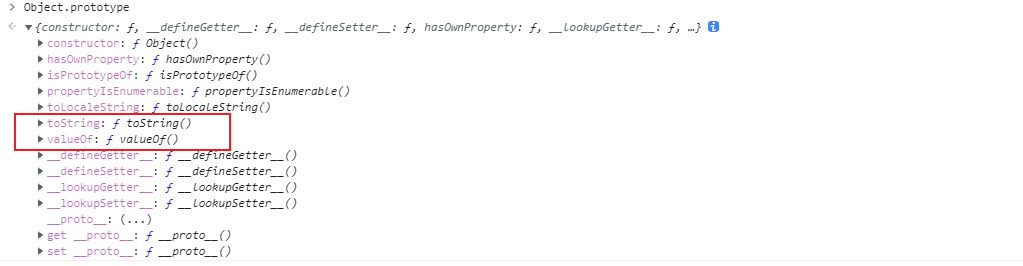 Object.prototype
{constructor: ƒ, __defineGetter__: ƒ, __defineSetter__: ƒ, hasOwnProperty: ƒ, __lookupGetter__: ƒ, …}
constructor: ƒ Object()
hasOwnProperty: ƒ hasOwnProperty()
isPrototypeOf: ƒ isPrototypeOf()
propertyIsEnumerable: ƒ propertyIsEnumerable()
toLocaleString: ƒ toLocaleString()
toString: ƒ toString()
valueOf: ƒ valueOf()
__defineGetter__: ƒ __defineGetter__()
__defineSetter__: ƒ __defineSetter__()
__lookupGetter__: ƒ __lookupGetter__()
__lookupSetter__: ƒ __lookupSetter__()
__proto__: (...)
get __proto__: ƒ __proto__()
set __proto__: ƒ __proto__()